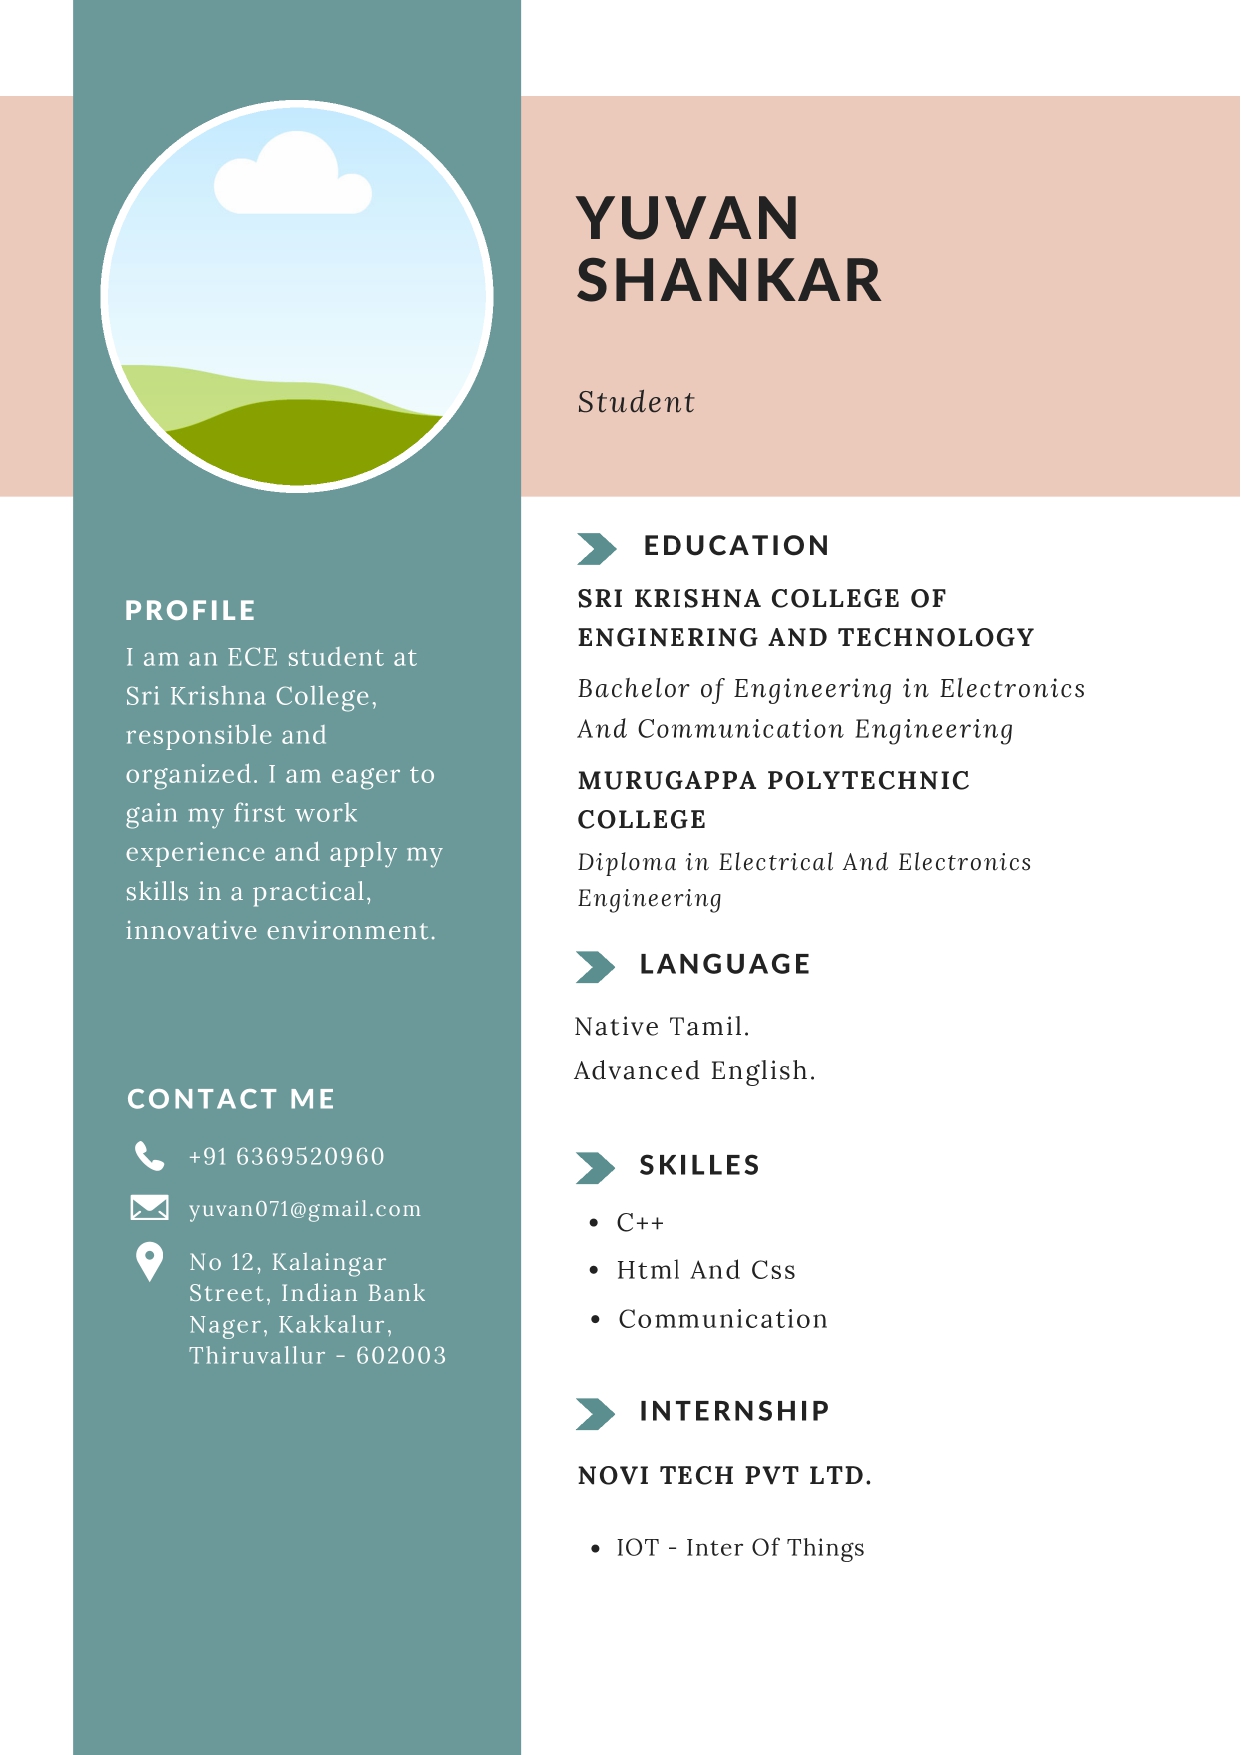 YUVAN
SHANKAR
Student
PROFILE
I am an ECE student at
Sri Krishna College,
responsible and
organized. I am eager to
gain my first work
experience and apply my
skills in a practical,
innovative environment.
CONTACT ME
+91 6369520960
yuvan071@gmail.com
No 12, Kalaingar
Street, Indian Bank
Nager, Kakkalur,
Thiruvallur - 602003
EDUCATION
SRI KRISHNA COLLEGE OF
ENGINERING AND TECHNOLOGY
Bachelor of Engineering in Electronics
And Communication Engineering
MURUGAPPA POLYTECHNIC
COLLEGE
Diploma in Electrical And Electronics
Engineering
LANGUAGE
Native Tamil.
Advanced English.
SKILLES
• C++
• Html And Css
• Communication
INTERNSHIP
NOVI TECH PVT LTD.
• IOT - Inter Of Things